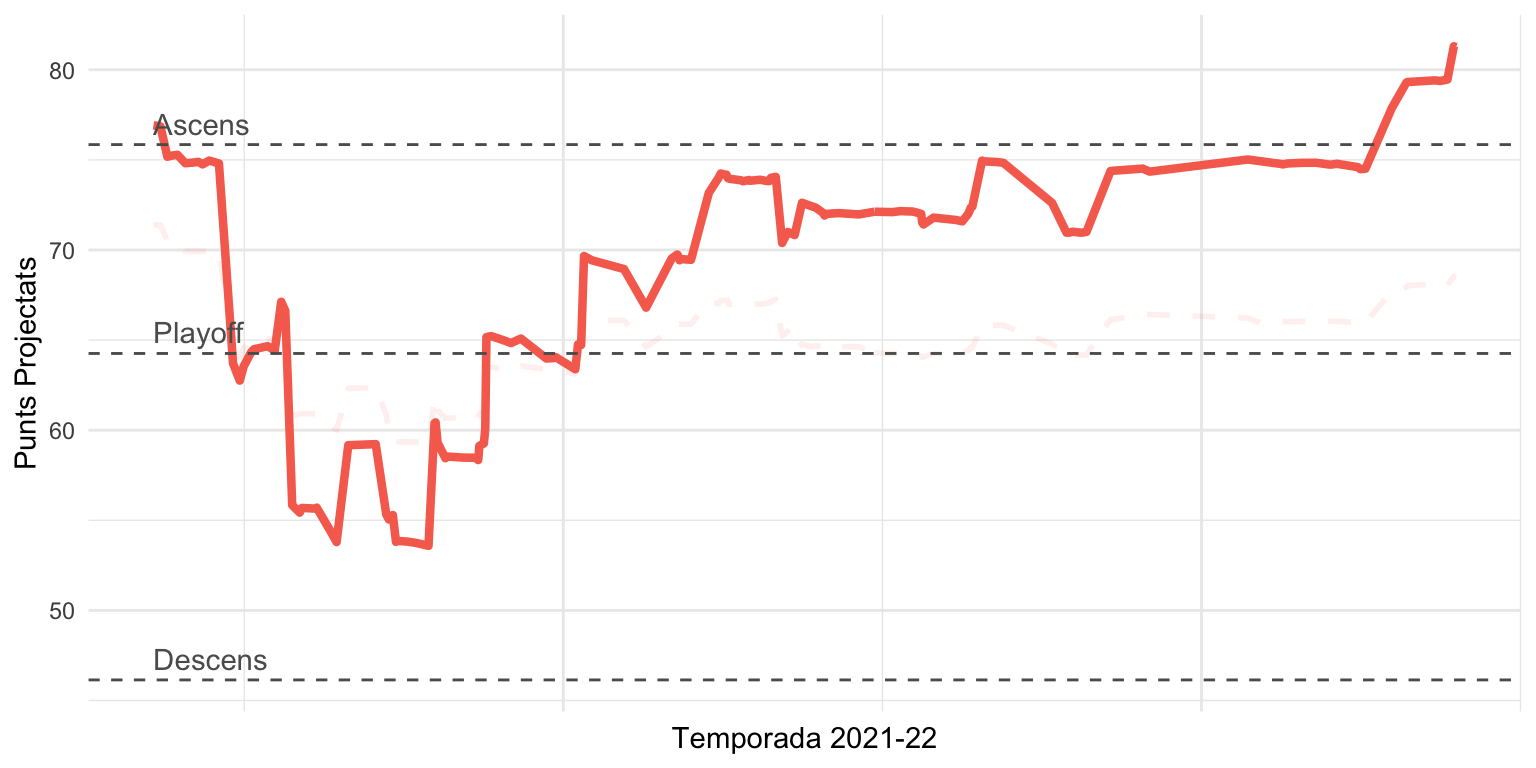 80
Ascens
70
Playoff
60
50
Descens
Punts Projectats
Temporada 2021-22